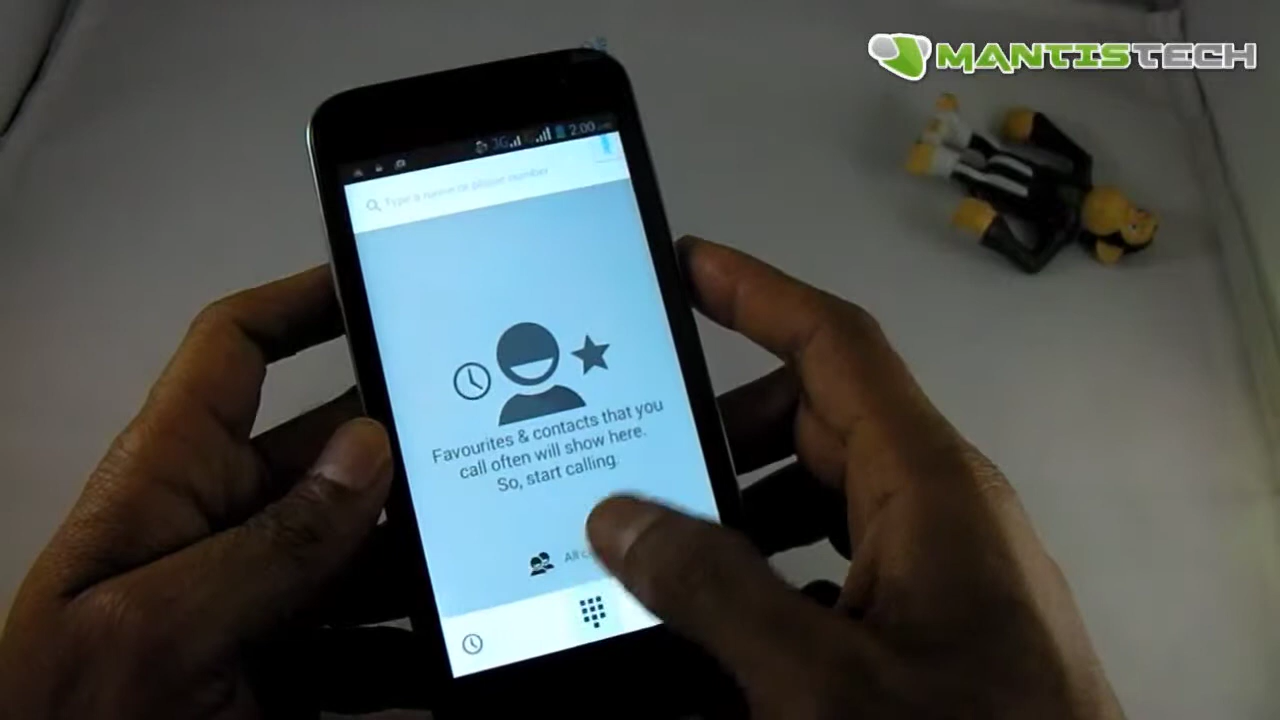 MANTISTECH
3G 2:00
Type a name or phone number
Favourites & contacts that you
call often will show here.
So, start calling.
All